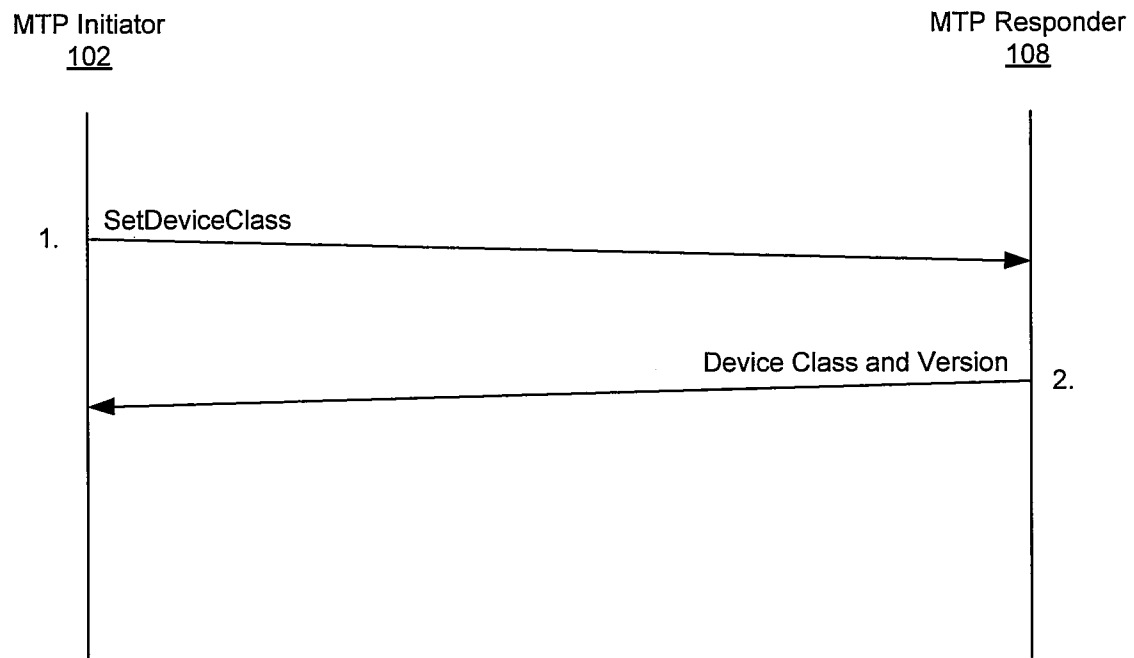 MTP Initiator
102
MTP Responder
108
1.
SetDeviceClass
Device Class and Version
2.